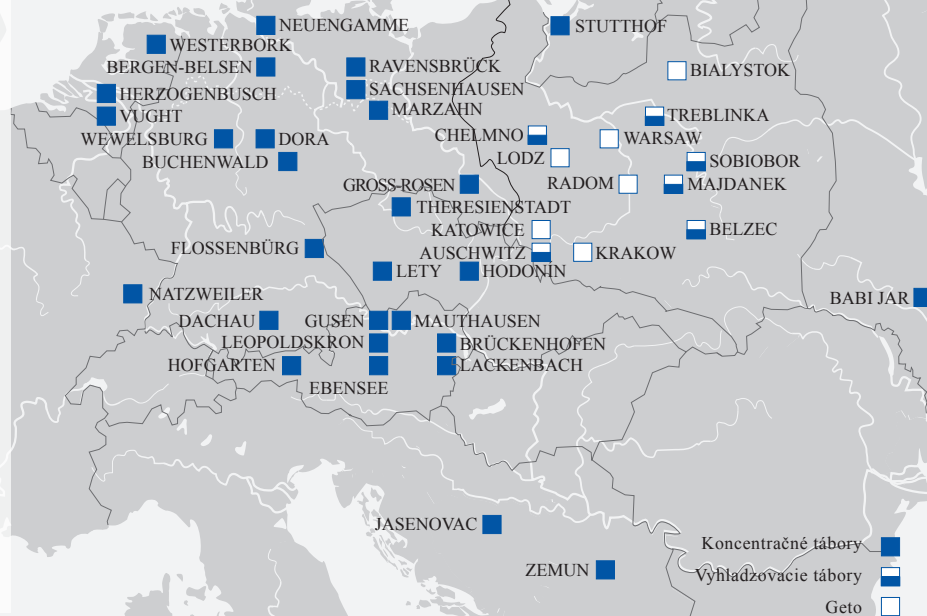 NEUENGAMME
STUTTHOF
WESTERBORK
BERGEN-BELSEN
RAVENSBRÜCK
BIALYSTOK
HERZOGENBUSCH
SACHSENHAUSEN
VUGHT
MARZAHN
TREBLINKA
WEWELSBURG
DORA
CHELMNO
WARSAW
BUCHENWALD
LODZ
SOBIOBOR
GROSS-ROSEN
RADOM
MAJDANEK
THERESIENSTADT
KATOWICE
BELZEC
FLOSSENBÜRG
AUSCHWITZ
KRAKOW
LETY
HODONIN
NATZWEILER
BABI JAR
DACHAU
GUSEN
MAUTHAUSEN
LEOPOLDSKRON
BRÜCKENHOFEN
HOFGARTEN
LACKENBACH
EBENSEE
JASENOVAC
Koncentračné tábory
ZEMUN
Vyhladzovacie tábory
Geto